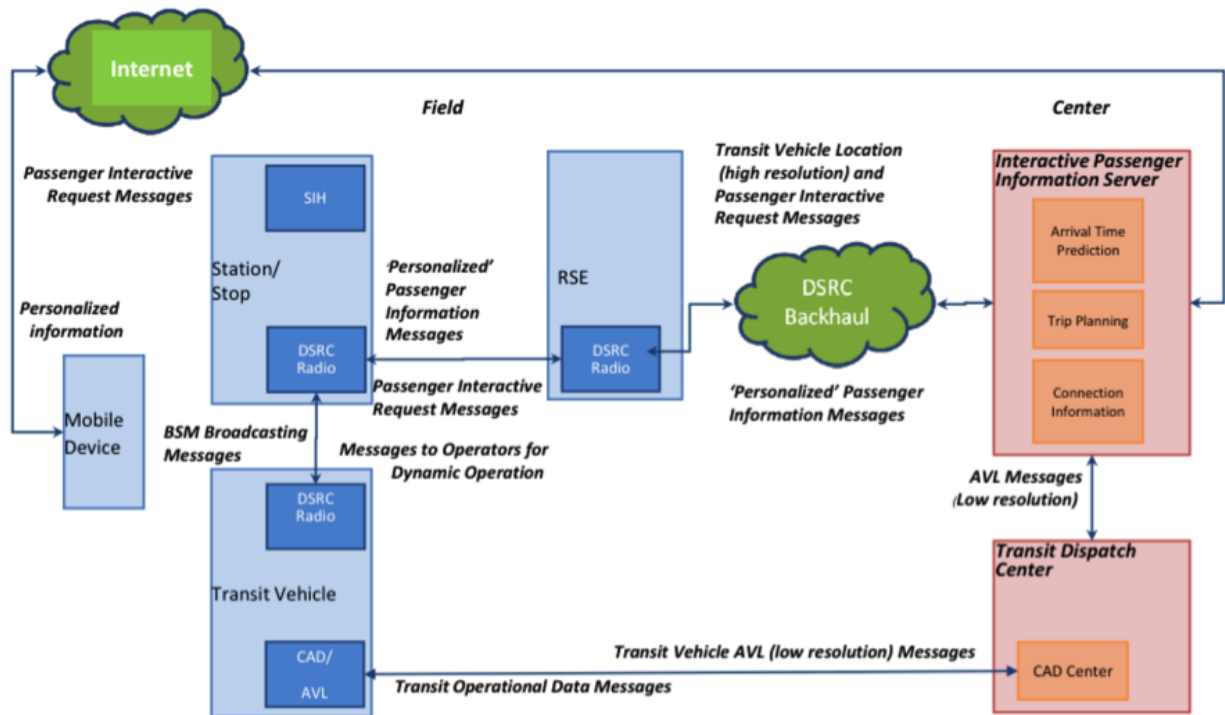 Internet
Field
Center
Passenger Interactive
Request Messages
SIH
Station/
Stop
'Personalized'
Passenger
Information
Messages
RSE
Transit Vehicle Location
(high resolution) and
Passenger Interactive
Request Messages
Interactive Passenger
Information Server
Arrival Time
Prediction
Trip Planning
Connection
Information
Personalized
information
DSRC
Radio
DSRC
Radio
DSRC
Backhaul
Passenger Interactive
Request Messages
'Personalized' Passenger
Information Messages
Mobile
Device
BSM Broadcasting
Messages
Messages to Operators for
Dynamic Operation
AVL Messages
(Low resolution)
DSRC
Radio
Transit Vehicle
CAD/
AVL
Transit Dispatch
Center
Transit Vehicle AVL (low resolution) Messages
Transit Operational Data Messages
CAD Center